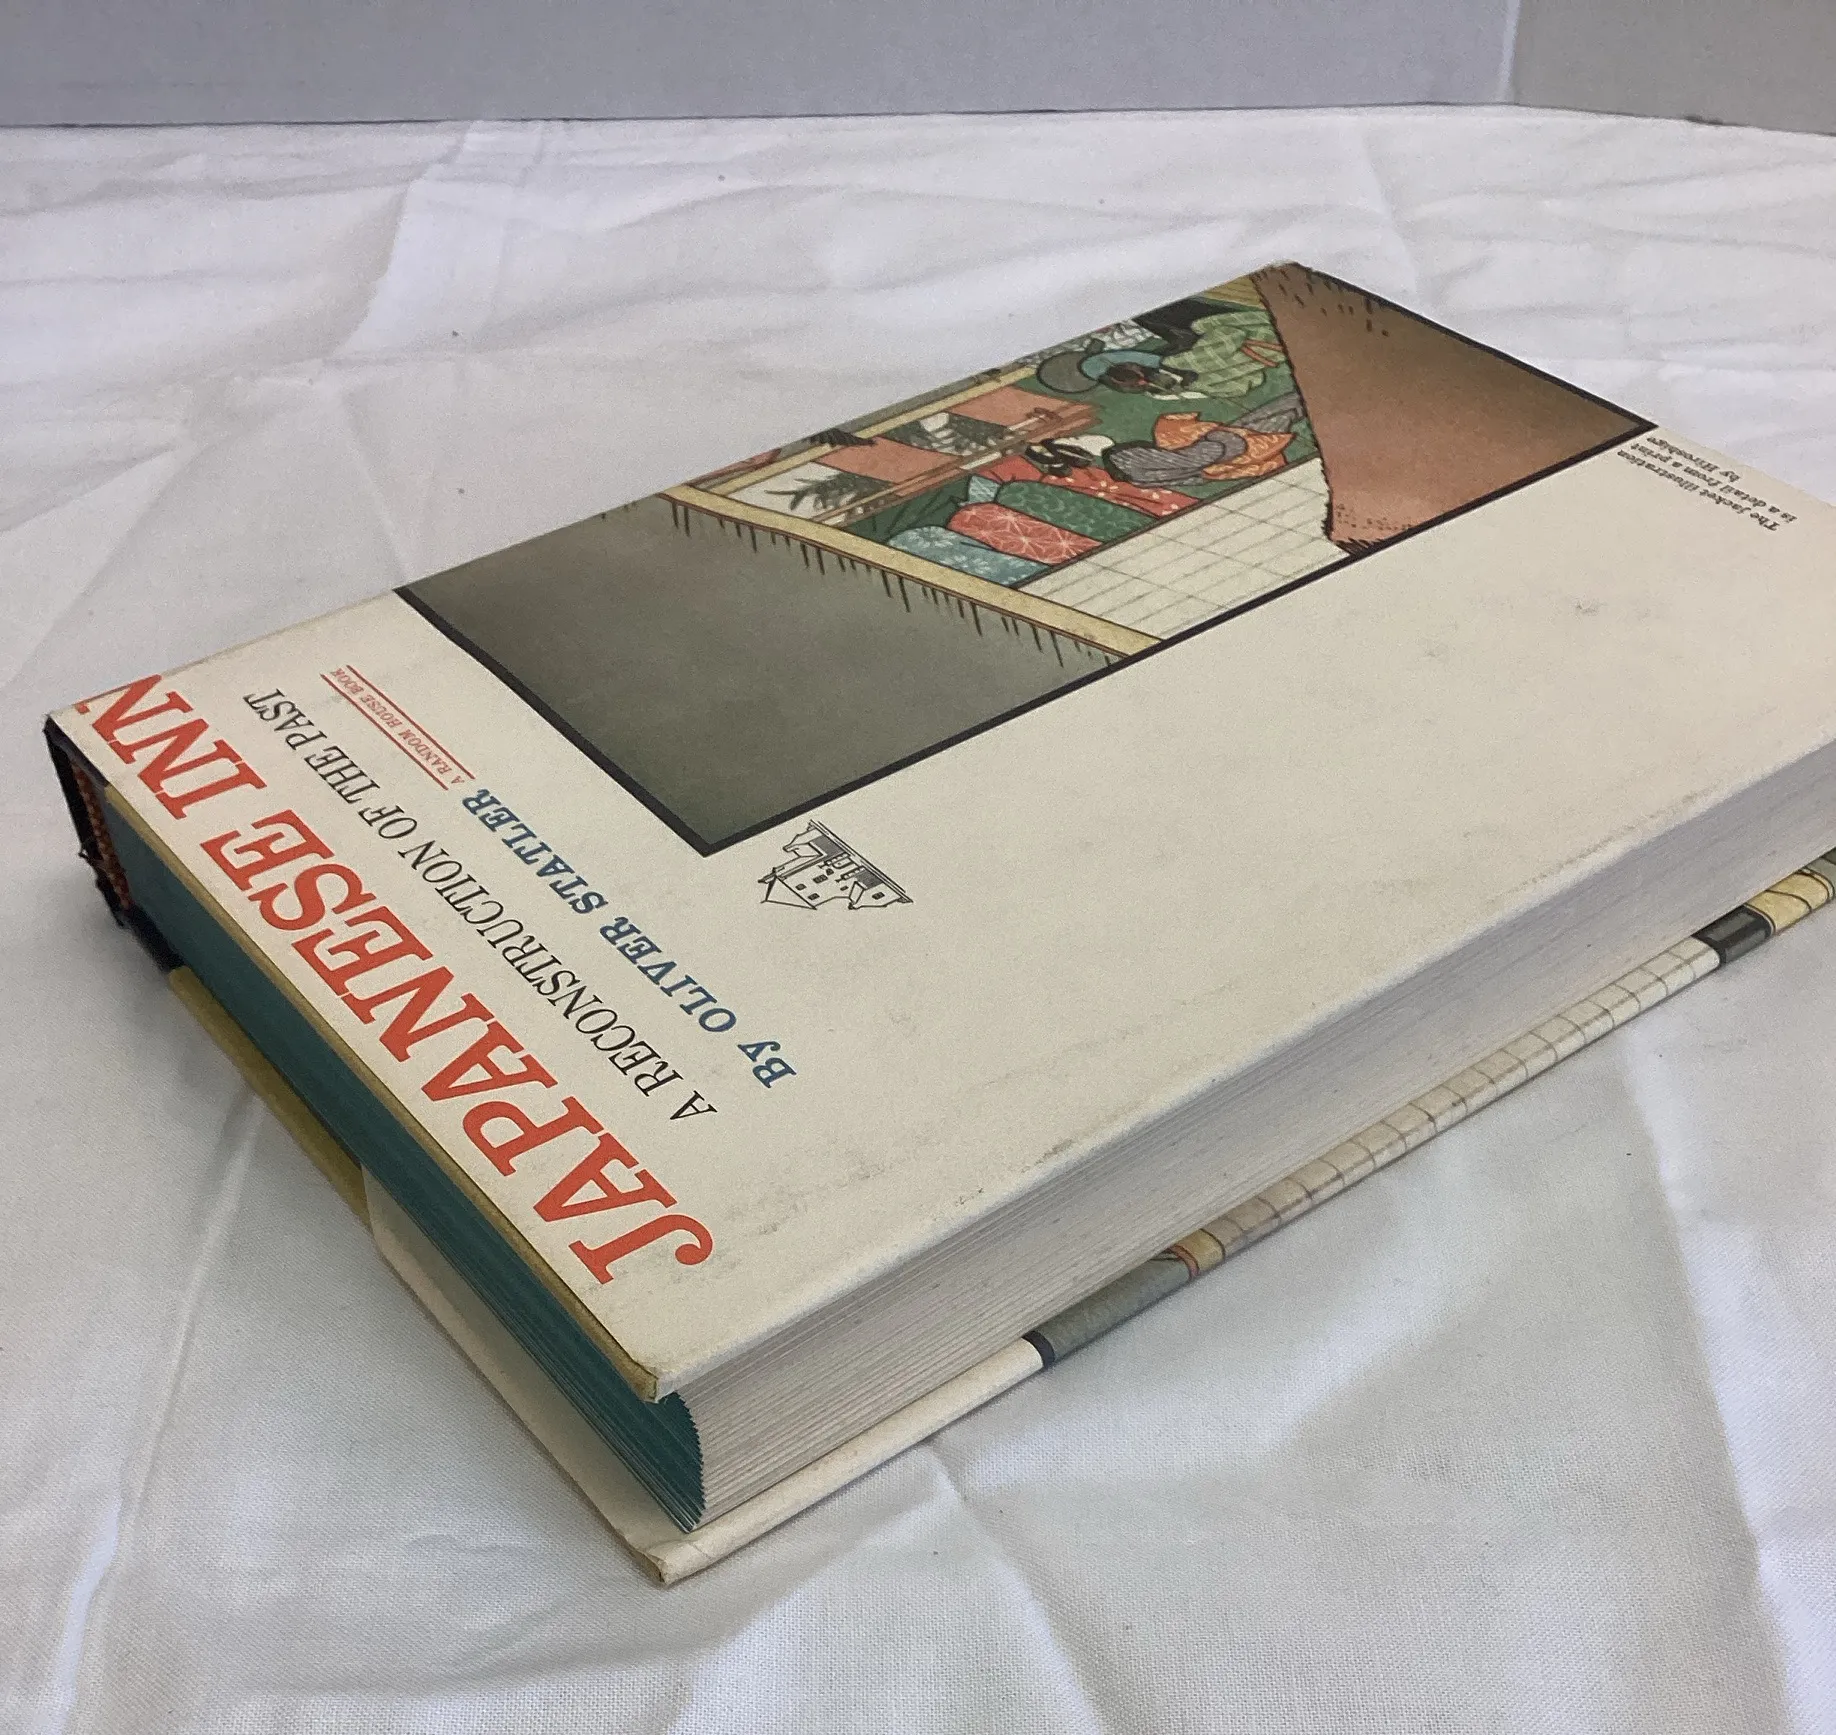 JAPANESE INN
A RECONSTRUCTION OF THE PAST
By OLIVER STATLER
A RANDOM HOUSE BOOK
The jacket illustration
is a detail from a print
by Hiroshige